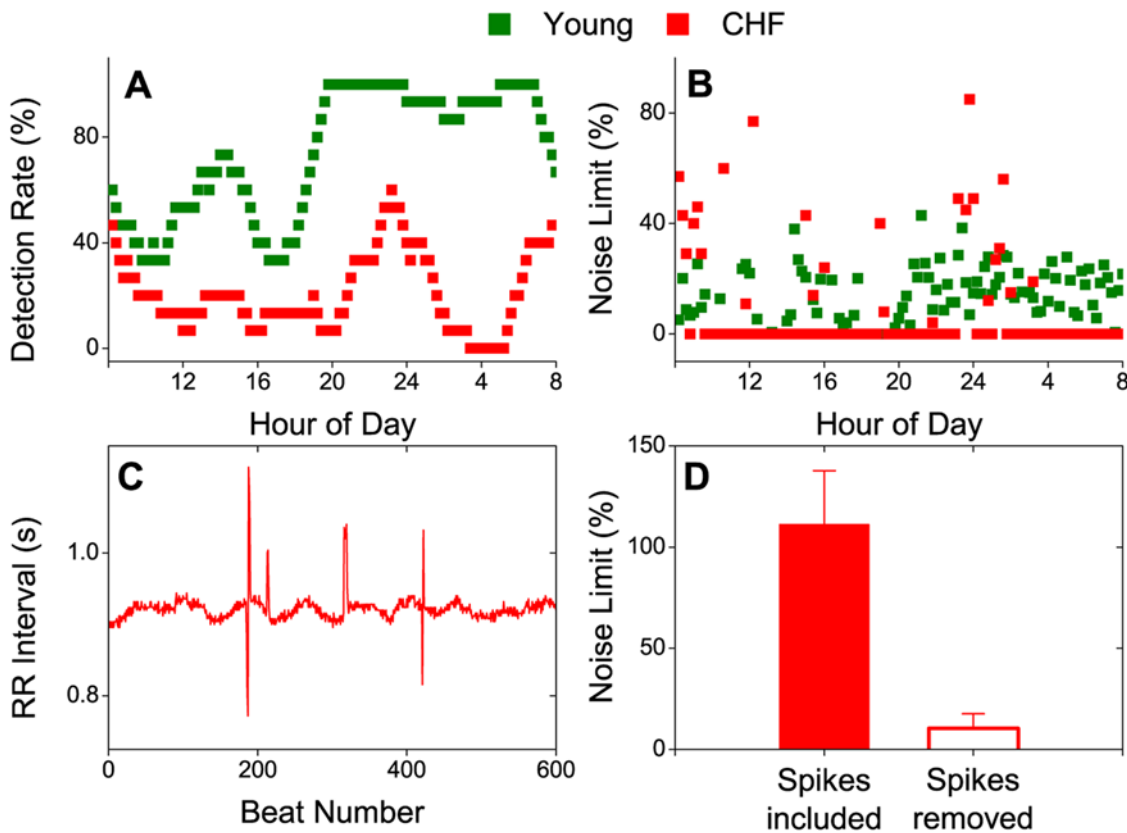 Young CHF
A
Detection Rate (%)
80
40
0
12 16 20 24 4 8
Hour of Day
B
Noise Limit (%)
80
40
0
12 16 20 24 4 8
Hour of Day
C
RR Interval (s)
1.0
0.8
0 200 400 600
Beat Number
D
Noise Limit (%)
150
100
50
0
Spikes included
Spikes removed